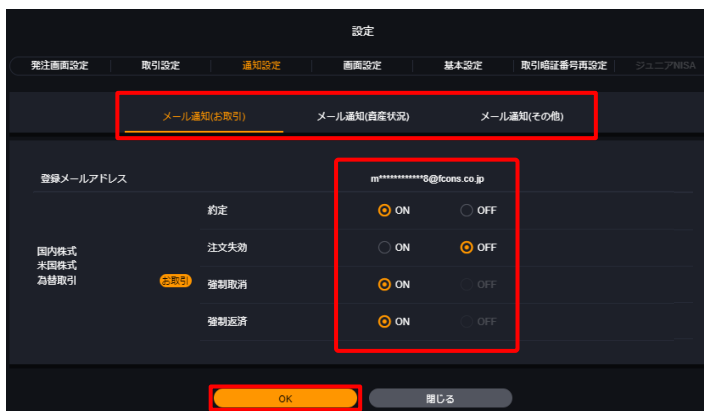 設定
発注画面設定 取引設定 通知設定 画面設定 基本設定 取引暗証番号再設定 ジュニアNISA
メール通知(お取引) メール通知(資産状況) メール通知(その他)
登録メールアドレス m************8@fcons.co.jp
約定 ON OFF
国内株式
米国株式
為替取引 お取引
注文失効 ON OFF
強制取消 ON OFF
強制返済 ON OFF
OK 閉じる